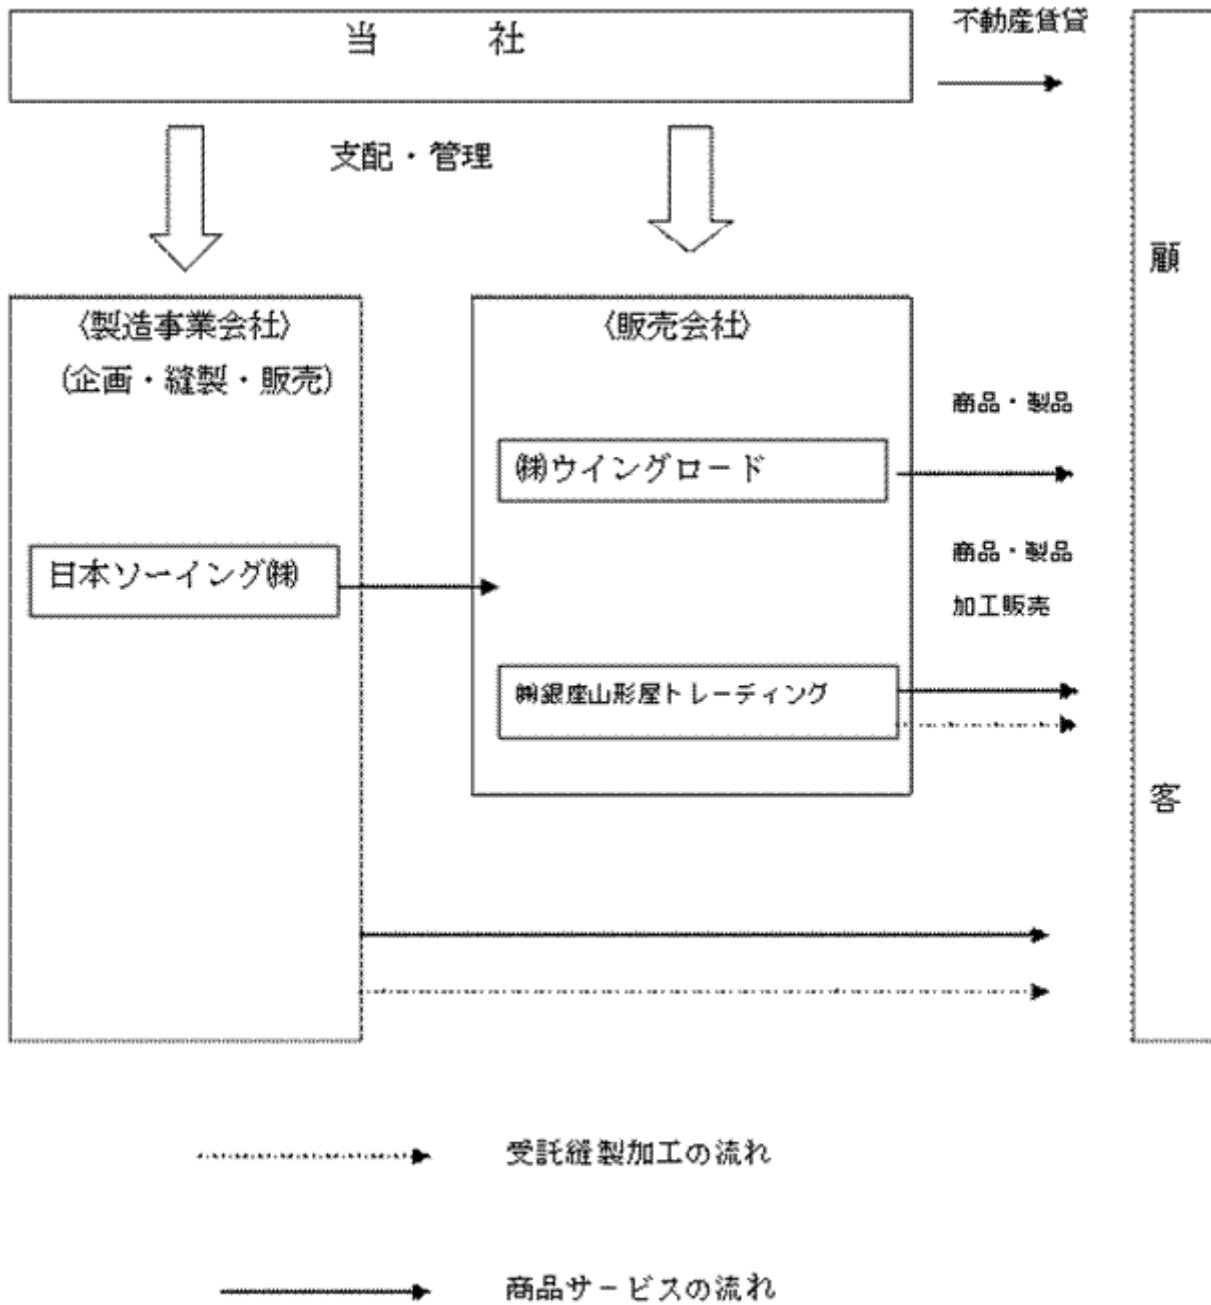 当 社
不動産賃貸
支配・管理
〈製造事業会社〉
(企画・縫製・販売)
日本ソーイング㈱
〈販売会社〉
㈱ウイングロード
㈱銀座山形屋トレーディング
商品・製品
商品・製品
加工販売
顧
客
受託縫製加工の流れ
商品サービスの流れ